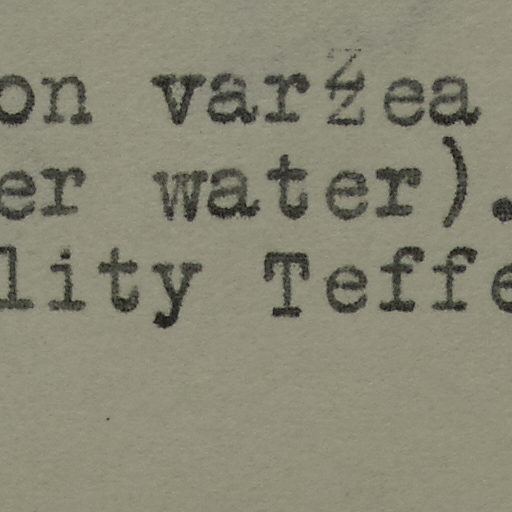 on varzea
er water).
lity Teffe